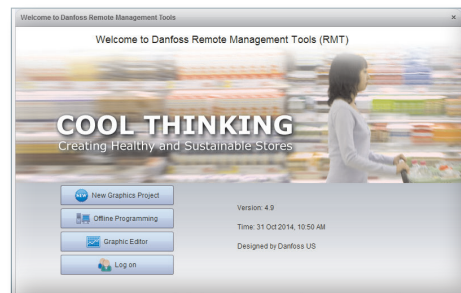 Welcome to Danfoss Remote Management Tools
Welcome to Danfoss Remote Management Tools (RMT)
COOL THINKING
Creating Healthy and Sustainable Stores
NEW New Graphics Project
Offline Programming
Graphic Editor
Log on
Version: 4.9
Time: 31 Oct 2014, 10:50 AM
Designed by Danfoss US